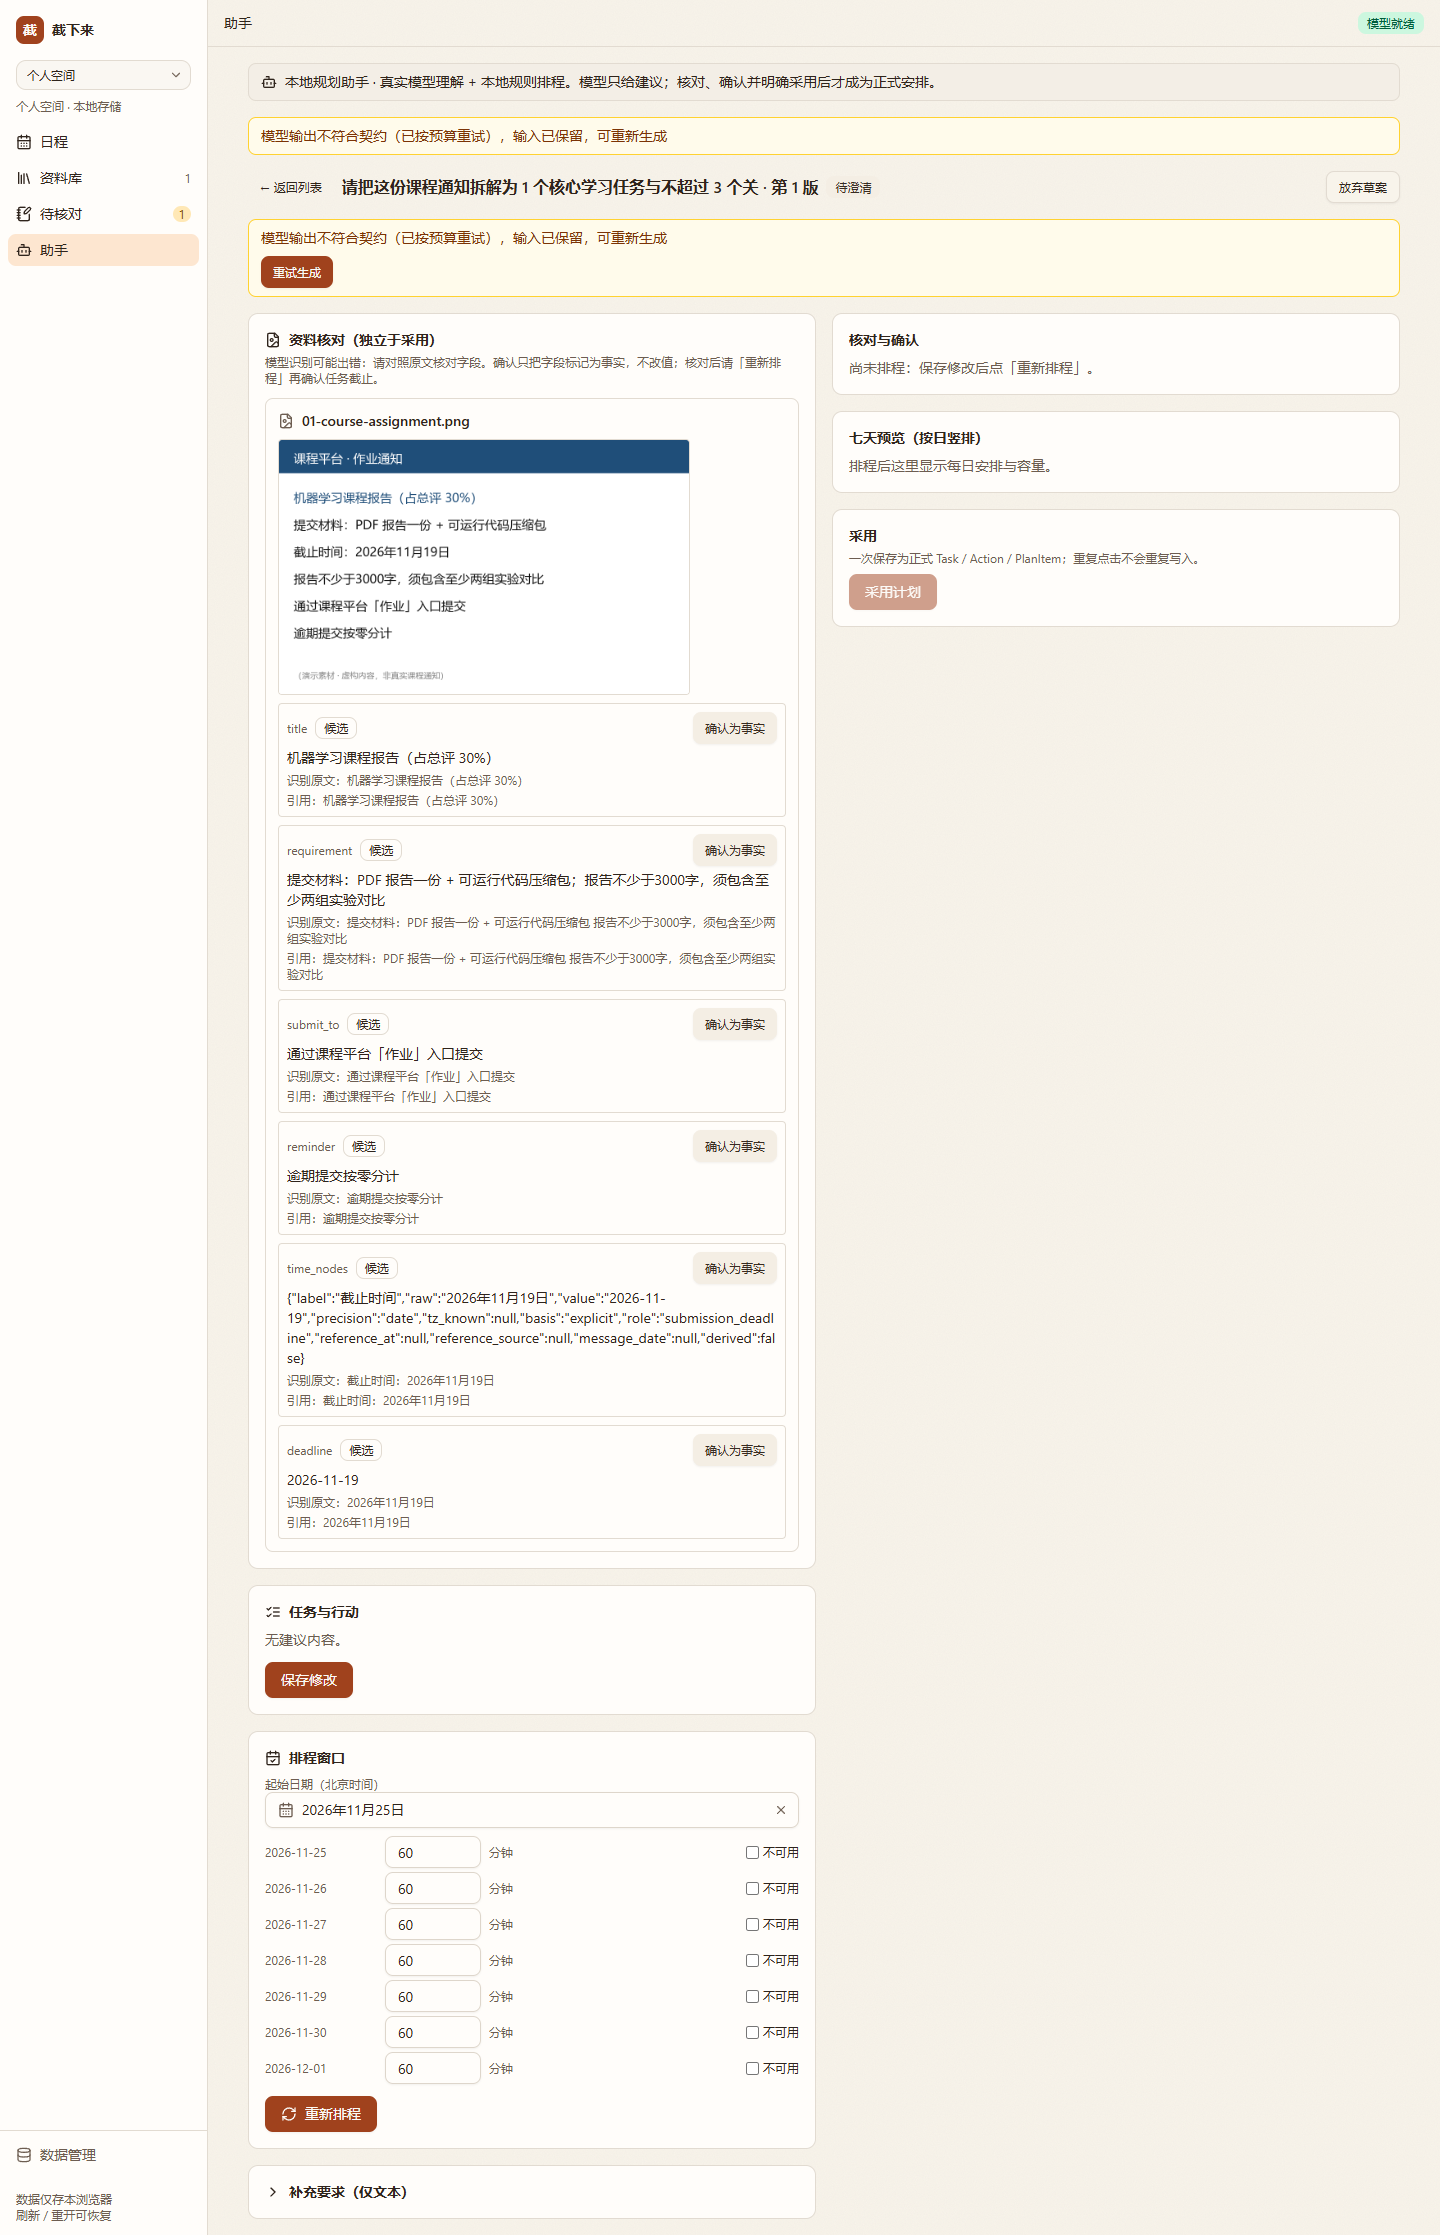 截 截下来
个人空间
个人空间 · 本地存储
日程
资料库 1
待核对 1
助手
数据管理
数据仅存本浏览器
刷新 / 重开可恢复
助手
模型就绪
本地规划助手 · 真实模型理解 + 本地规则排程。模型只给建议；核对、确认并明确采用后才成为正式安排。
模型输出不符合契约（已按预算重试），输入已保留，可重新生成
← 返回列表 请把这份课程通知拆解为 1 个核心学习任务与不超过 3 个关 · 第 1 版 待澄清 放弃草案
模型输出不符合契约（已按预算重试），输入已保留，可重新生成
重试生成
资料核对（独立于采用）
模型识别可能出错：请对照原文核对字段。确认只把字段标记为事实，不改值；核对后请「重新排
程」再确认任务截止。
01-course-assignment.png
课程平台 · 作业通知
机器学习课程报告（占总评 30%）
提交材料：PDF 报告一份 + 可运行代码压缩包
截止时间：2026年11月19日
报告不少于3000字，须包含至少两组实验对比
通过课程平台「作业」入口提交
逾期提交按零分计
（演示素材 · 虚构内容，非真实课程通知）
title 候选 确认为事实
机器学习课程报告（占总评 30%）
识别原文：机器学习课程报告（占总评 30%）
引用：机器学习课程报告（占总评 30%）
requirement 候选 确认为事实
提交材料：PDF 报告一份 + 可运行代码压缩包；报告不少于3000字，须包含至
少两组实验对比
识别原文：提交材料：PDF 报告一份 + 可运行代码压缩包 报告不少于3000字，须包含至少两
组实验对比
引用：提交材料：PDF 报告一份 + 可运行代码压缩包 报告不少于3000字，须包含至少两组实
验对比
submit_to 候选 确认为事实
通过课程平台「作业」入口提交
识别原文：通过课程平台「作业」入口提交
引用：通过课程平台「作业」入口提交
reminder 候选 确认为事实
逾期提交按零分计
识别原文：逾期提交按零分计
引用：逾期提交按零分计
time_nodes 候选 确认为事实
{"label":"截止时间","raw":"2026年11月19日","value":"2026-11-
19","precision":"date","tz_known":null,"basis":"explicit","role":"submission_deadl
ine","reference_at":null,"reference_source":null,"message_date":null,"derived":fal
se}
识别原文：截止时间：2026年11月19日
引用：截止时间：2026年11月19日
deadline 候选 确认为事实
2026-11-19
识别原文：2026年11月19日
引用：2026年11月19日
任务与行动
无建议内容。
保存修改
排程窗口
起始日期（北京时间）
2026年11月25日
2026-11-25 60 分钟 不可用
2026-11-26 60 分钟 不可用
2026-11-27 60 分钟 不可用
2026-11-28 60 分钟 不可用
2026-11-29 60 分钟 不可用
2026-11-30 60 分钟 不可用
2026-12-01 60 分钟 不可用
重新排程
补充要求（仅文本）
核对与确认
尚未排程：保存修改后点「重新排程」。
七天预览（按日竖排）
排程后这里显示每日安排与容量。
采用
一次保存为正式 Task / Action / PlanItem；重复点击不会重复写入。
采用计划